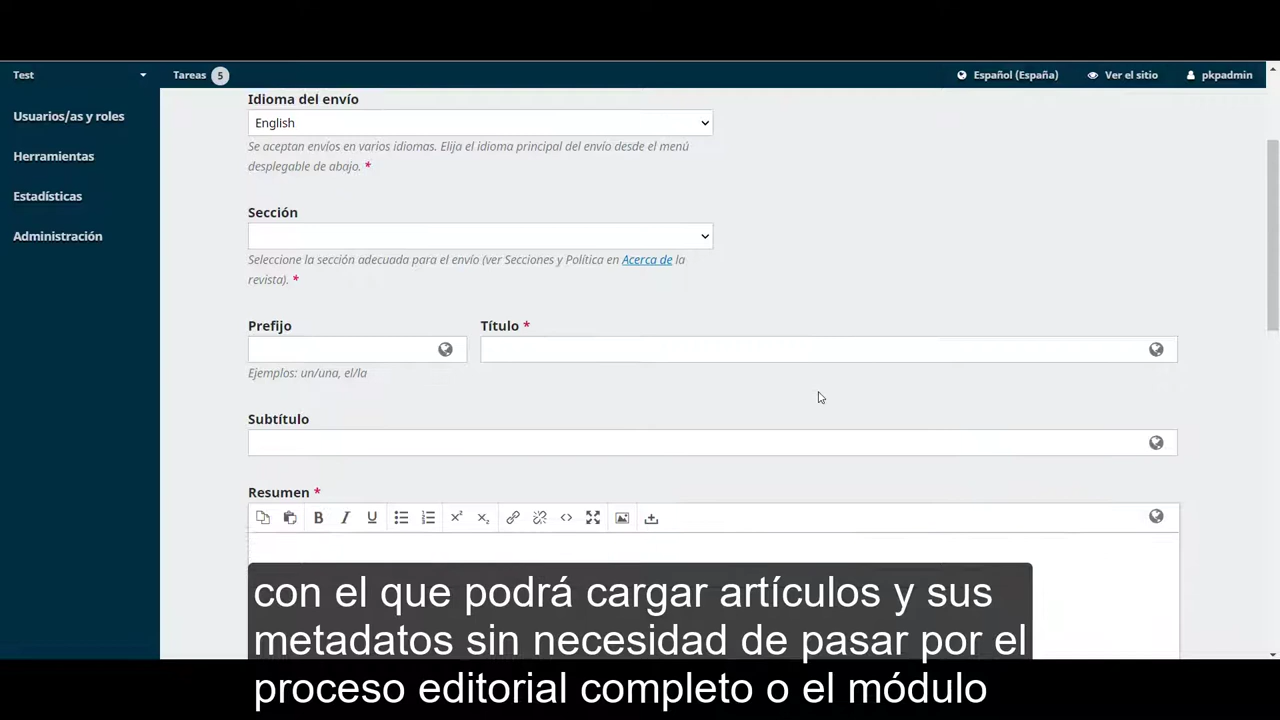 Test
Tareas 5
Español (España)
Ver el sitio
pkpadmin
Usuarios/as y roles
Herramientas
Estadísticas
Administración
Idioma del envío
English
Se aceptan envíos en varios idiomas. Elija el idioma principal del envío desde el menú
desplegable de abajo. *
Sección
Seleccione la sección adecuada para el envío (ver Secciones y Política en Acerca de la
revista). *
Prefijo
Título *
Ejemplos: un/una, el/la
Subtítulo
Resumen *
con el que podrá cargar artículos y sus
metadatos sin necesidad de pasar por el
proceso editorial completo o el módulo